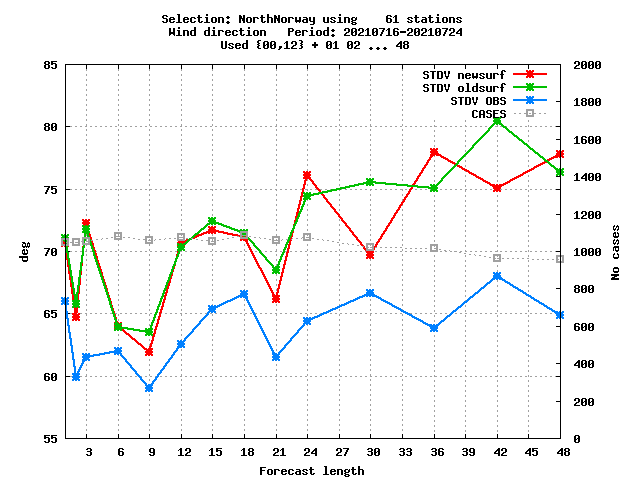 Selection: NorthNorway using    61 stations
Wind direction   Period: 20210716-20210724
Used {00,12} + 01 02 ... 48
STDV newsurf
STDV oldsurf
STDV OBS
CASES
deg
85
80
75
70
65
60
55
No cases
2000
1800
1600
1400
1200
1000
800
600
400
200
0
3 6 9 12 15 18 21 24 27 30 33 36 39 42 45 48
Forecast length